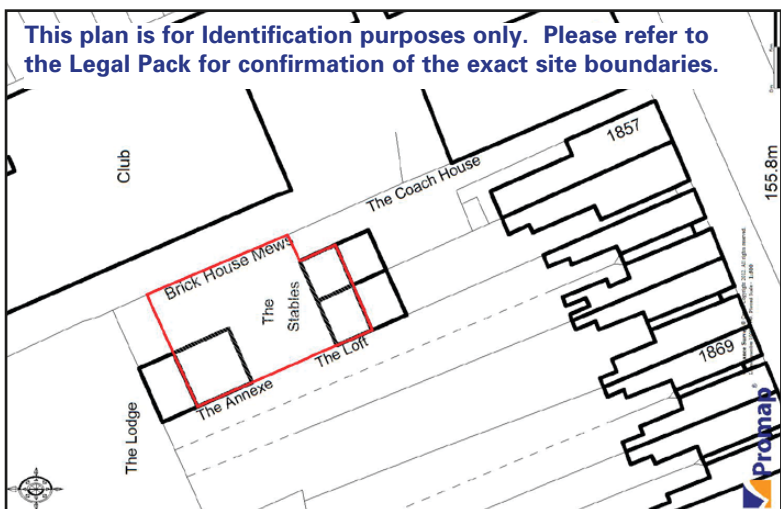 This plan is for Identification purposes only. Please refer to
the Legal Pack for confirmation of the exact site boundaries.
Club
1857
155.8m
The Coach House
Brick House Mews
The
Stables
The Loft
1869
The Annexe
The Lodge
Promap